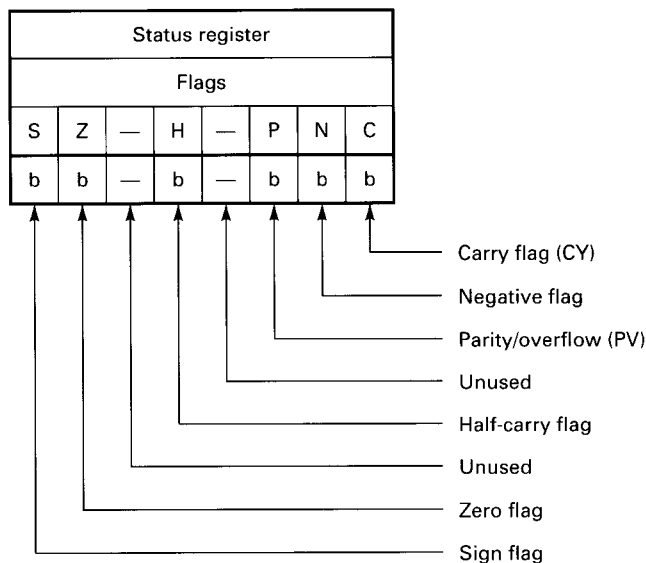 Status register
Flags
S Z — H — P N C
b b — b — b b b
Carry flag (CY)
Negative flag
Parity/overflow (PV)
Unused
Half-carry flag
Unused
Zero flag
Sign flag